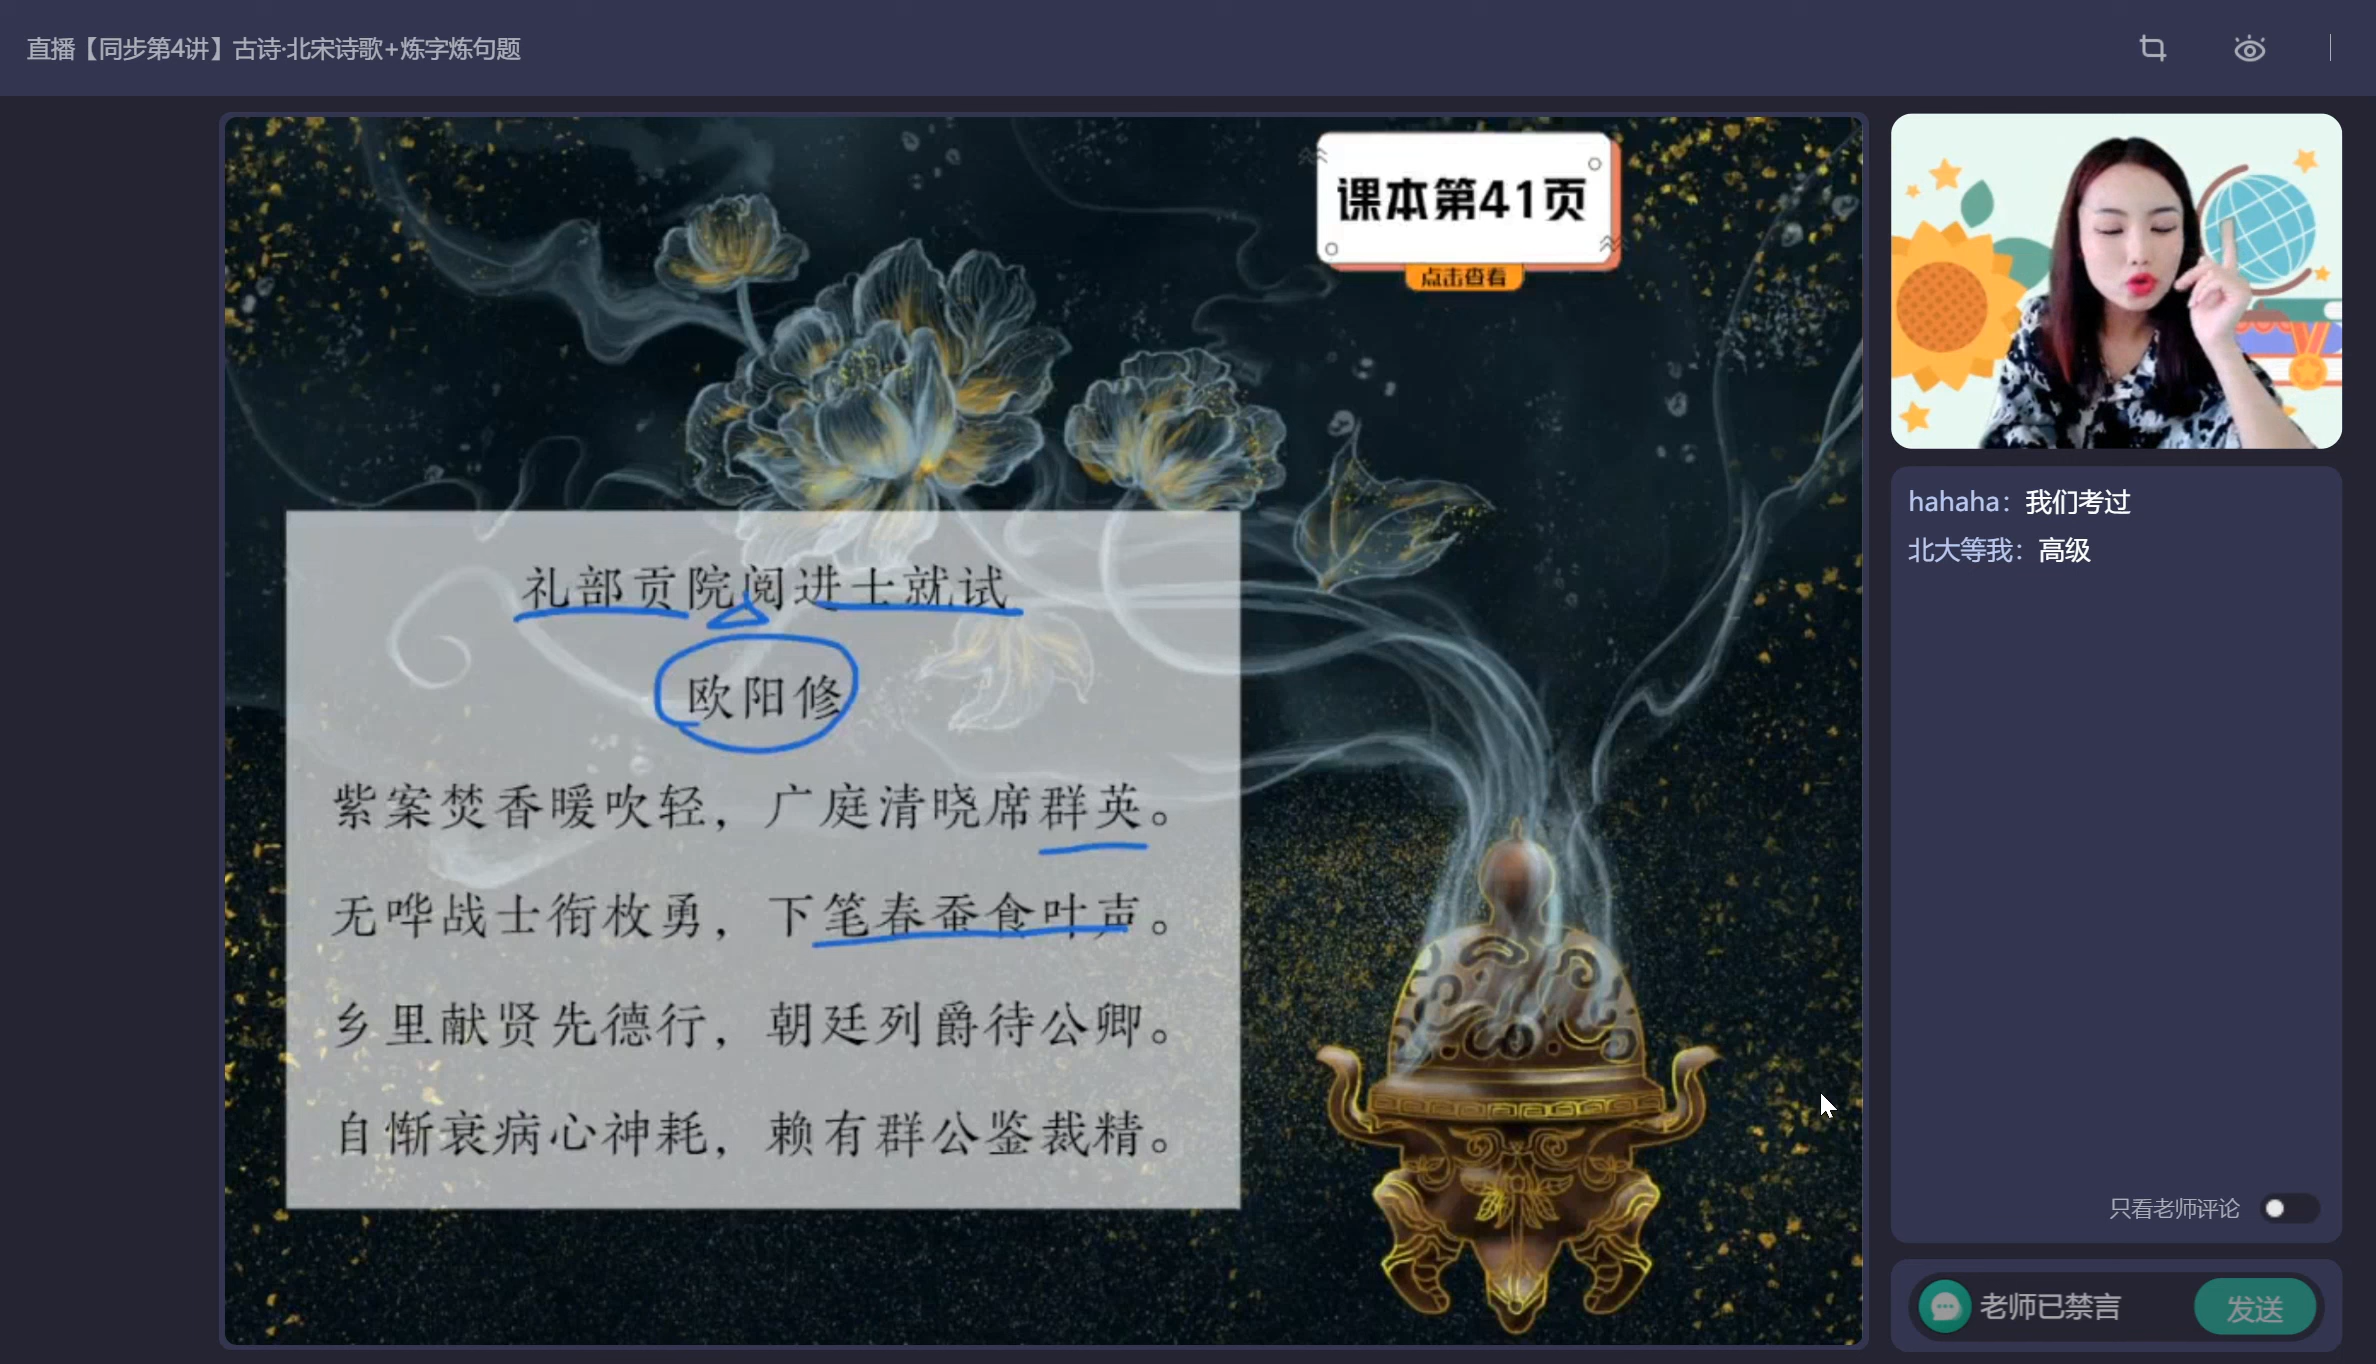 直播【同步第4讲】古诗·北宋诗歌+炼字炼句题
课本第41页
点击查看
礼部贡院阅进士就试
欧阳修
紫案焚香暖吹轻，广庭清晓席群英。
无哗战士衔枚勇，下笔春蚕食叶声。
乡里献贤先德行，朝廷列爵待公卿。
自惭衰病心神耗，赖有群公鉴裁精。
hahaha：我们考过
北大等我：高级
只看老师评论
老师已禁言
发送